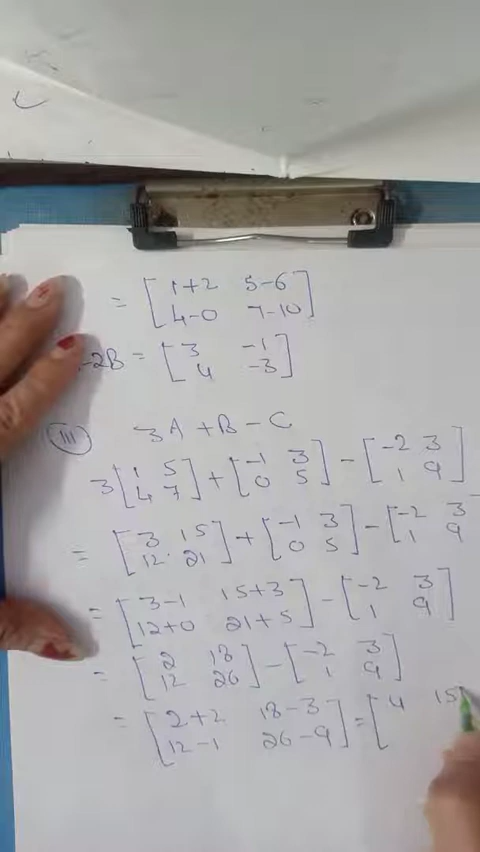 = [ 1+2 5-6
4-0 7-10 ]
-2B = [ 3 -1
4 -3 ]
III 3A + B - C
3 [ 1 5
4 7 ] + [ -1 3
0 5 ] - [ -2 3
1 9 ]
= [ 3 15
12 21 ] + [ -1 3
0 5 ] - [ -2 3
1 9
= [ 3-1 15+3
12+0 21+5 ] - [ -2 3
1 9 ]
= [ 2 18
12 26 ] - [ -2 3
1 9 ]
= [ 2+2 18-3
12-1 26-9 ] = [ 4 15